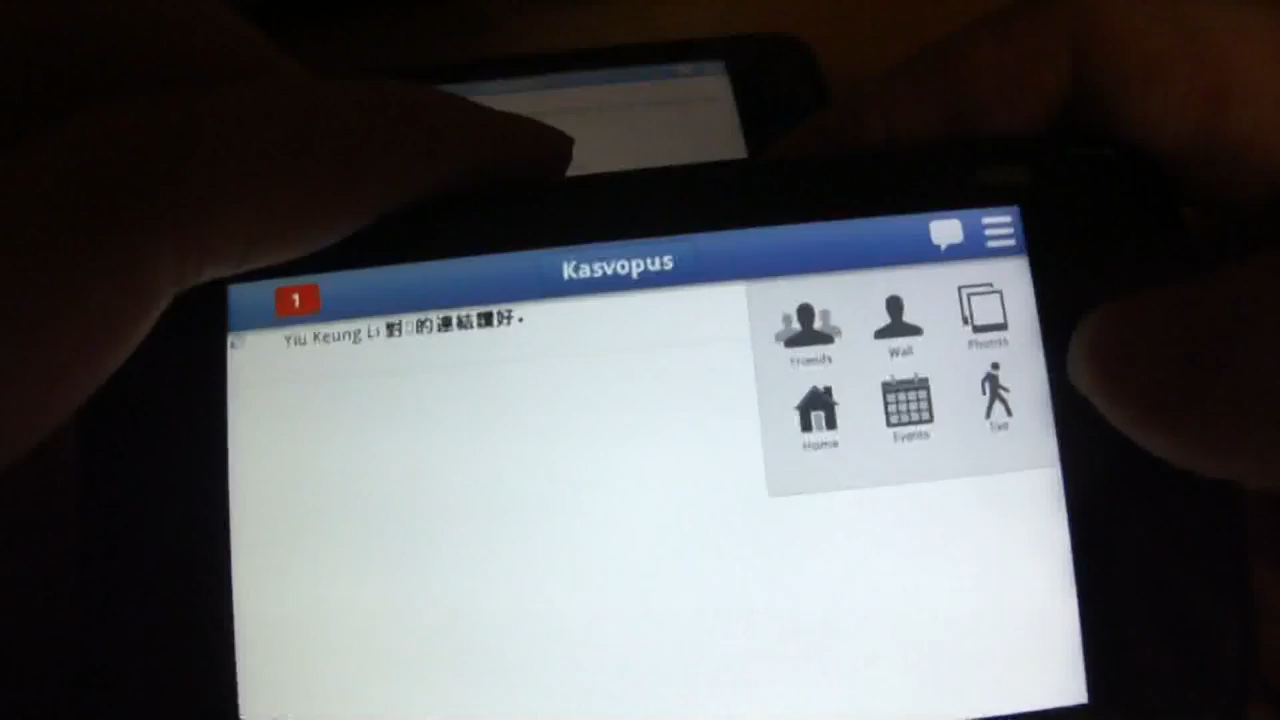 Kasvopus
1
Yiu Keung Li 對▯的連結讚好。
Friends
Wall
Photos
Home
Events